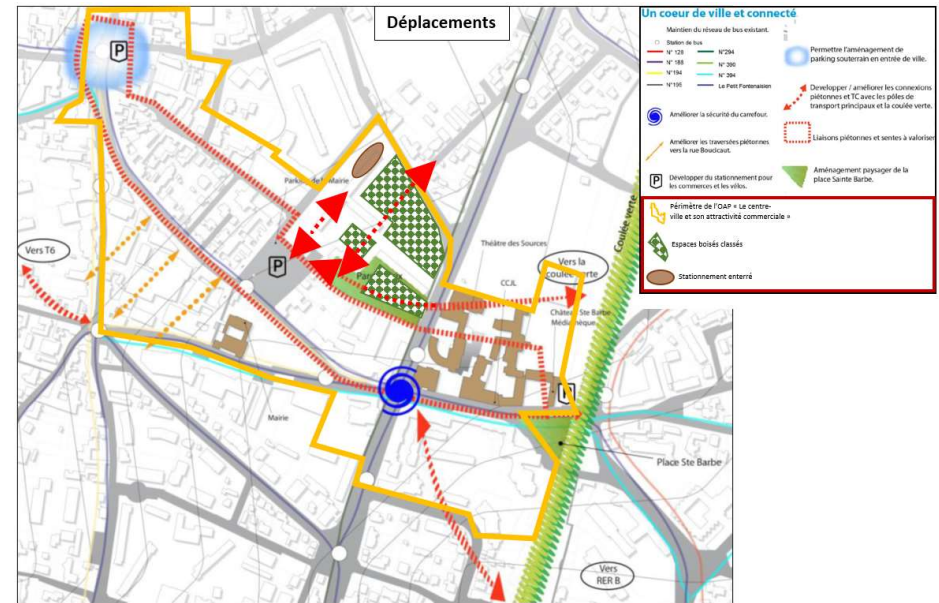 Déplacements
P
Parking de la Mairie
Vers T6
P
Théâtre des Sources
Vers la
coulée verte
CCJL
Château Ste Barbe
Médiathèque
Coulée verte
P
Mairie
Place Ste Barbe
Vers
RER B
Un coeur de ville et connecté
Maintien du réseau de bus existant.
Station de bus
N° 128
N° 188
N°194
N°195
N°294
N° 390
N° 394
Le Petit Fontenaisien
Améliorer la sécurité du carrefour.
Améliorer les traversées piétonnes
vers la rue Boucicaut.
P
Développer du stationnement pour
les commerces et les vélos.
Permettre l'aménagement de
parking souterrain en entrée de ville.
Developper / améliorer les connexions
piétonnes et TC avec les pôles de
transport principaux et la coulée verte.
Liaisons piétonnes et sentes à valoriser
Aménagement paysager de la
place Sainte Barbe.
Périmètre de l'OAP « Le centre-
ville et son attractivité commerciale »
Espaces boisés classés
Stationnement enterré